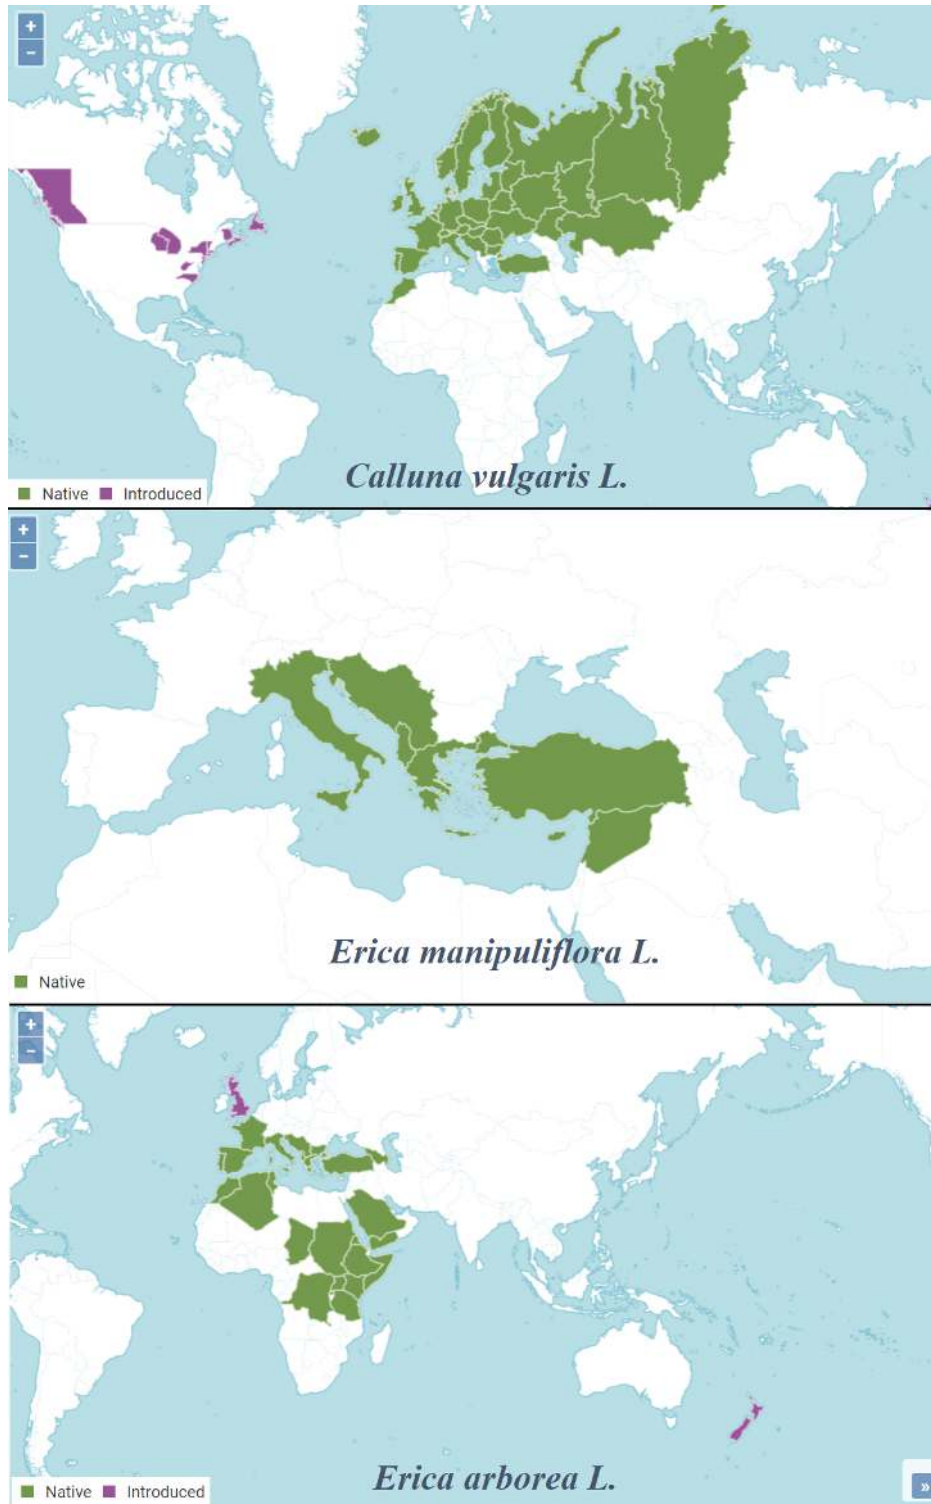 +
−
Calluna vulgaris L.
Native Introduced
+
−
Erica manipuliflora L.
Native
+
−
Erica arborea L.
Native Introduced
»